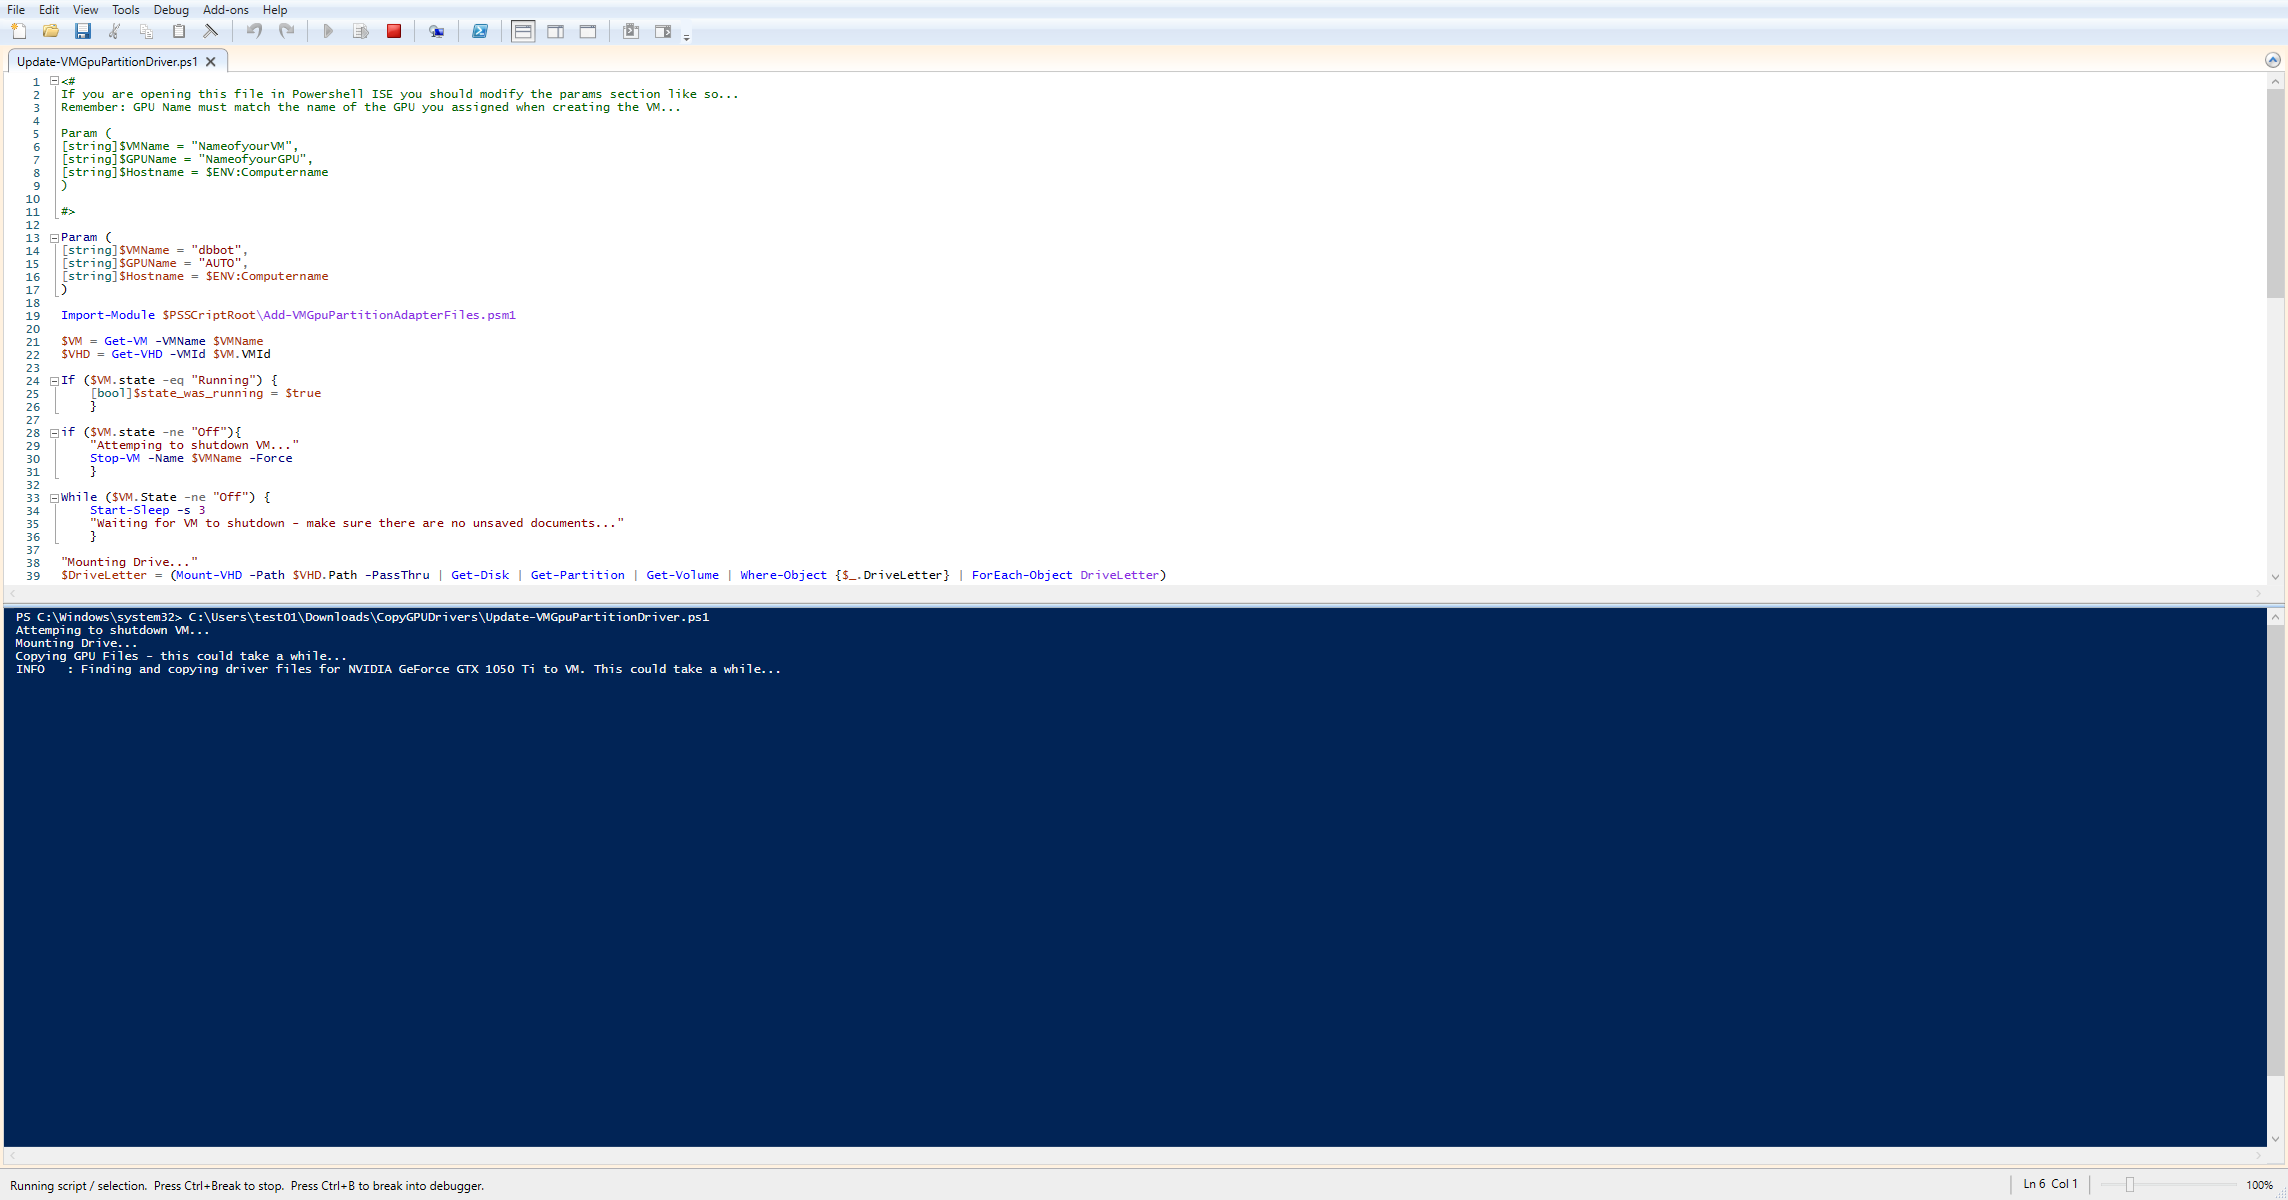 File Edit View Tools Debug Add-ons Help
Update-VMGpuPartitionDriver.ps1
1 <#
2 If you are opening this file in Powershell ISE you should modify the params section like so...
3 Remember: GPU Name must match the name of the GPU you assigned when creating the VM...
4
5 Param (
6 [string]$VMName = "NameofyourVM",
7 [string]$GPUName = "NameofyourGPU",
8 [string]$Hostname = $ENV:Computername
9 )
10
11 #>
12
13 Param (
14 [string]$VMName = "dbbot",
15 [string]$GPUName = "AUTO",
16 [string]$Hostname = $ENV:Computername
17 )
18
19 Import-Module $PSSCriptRoot\Add-VMGpuPartitionAdapterFiles.psm1
20
21 $VM = Get-VM -VMName $VMName
22 $VHD = Get-VHD -VMId $VM.VMId
23
24 If ($VM.state -eq "Running") {
25 [bool]$state_was_running = $true
26 }
27
28 if ($VM.state -ne "Off"){
29 "Attemping to shutdown VM..."
30 Stop-VM -Name $VMName -Force
31 }
32
33 While ($VM.State -ne "Off") {
34 Start-Sleep -s 3
35 "Waiting for VM to shutdown - make sure there are no unsaved documents..."
36 }
37
38 "Mounting Drive..."
39 $DriveLetter = (Mount-VHD -Path $VHD.Path -PassThru | Get-Disk | Get-Partition | Get-Volume | Where-Object {$_.DriveLetter} | ForEach-Object DriveLetter)
PS C:\Windows\system32> C:\Users\test01\Downloads\CopyGPUDrivers\Update-VMGpuPartitionDriver.ps1
Attemping to shutdown VM...
Mounting Drive...
Copying GPU Files - this could take a while...
INFO : Finding and copying driver files for NVIDIA GeForce GTX 1050 Ti to VM. This could take a while...
Running script / selection. Press Ctrl+Break to stop. Press Ctrl+B to break into debugger.
Ln 6 Col 1
100%